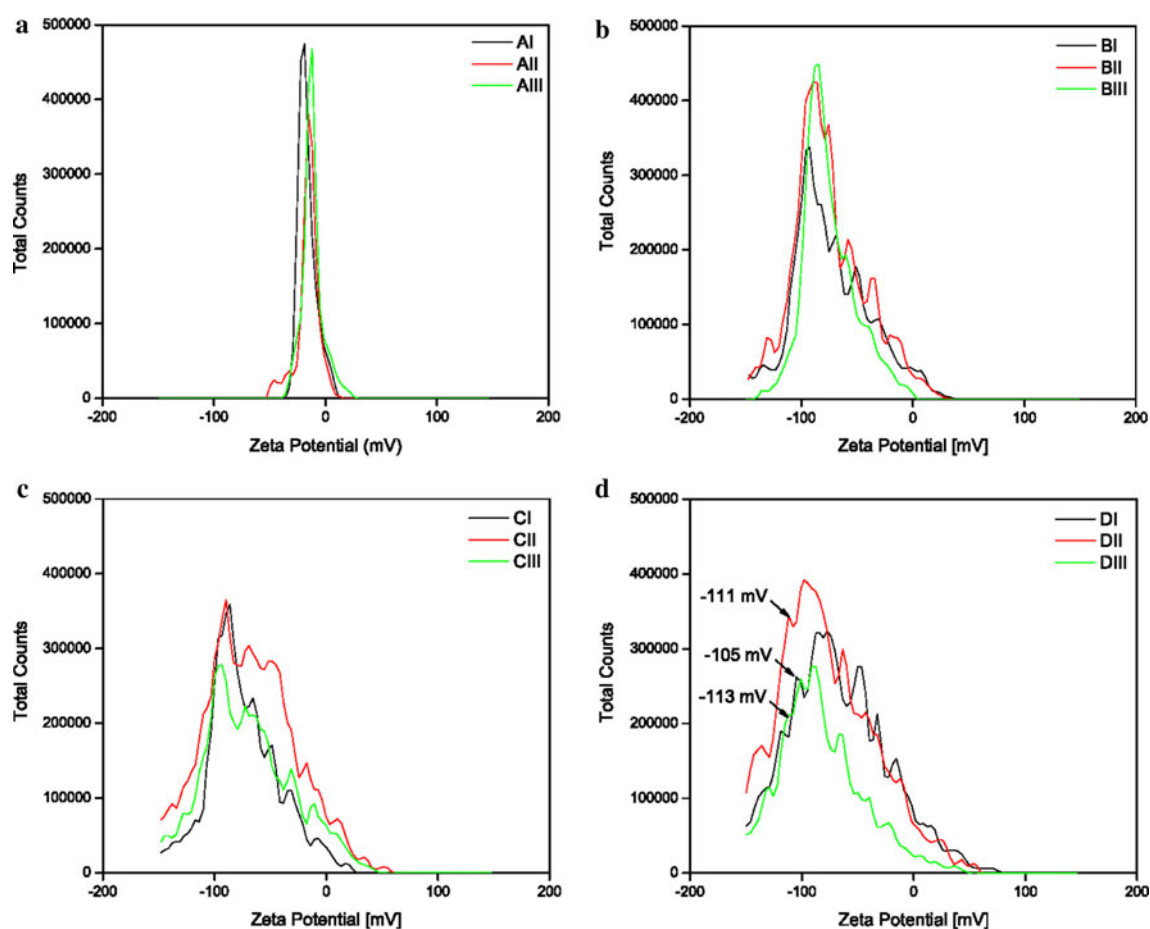 a
500000
400000
300000
200000
100000
0
Total Counts
-200
-100
0
100
200
Zeta Potential (mV)
AI
AII
AIII
b
500000
400000
300000
200000
100000
0
Total Counts
-200
-100
0
100
200
Zeta Potential [mV]
BI
BII
BIII
c
500000
400000
300000
200000
100000
0
Total Counts
-200
-100
0
100
200
Zeta Potential [mV]
CI
CII
CIII
d
500000
400000
300000
200000
100000
0
Total Counts
-200
-100
0
100
200
Zeta Potential [mV]
DI
DII
DIII
-111 mV
-105 mV
-113 mV